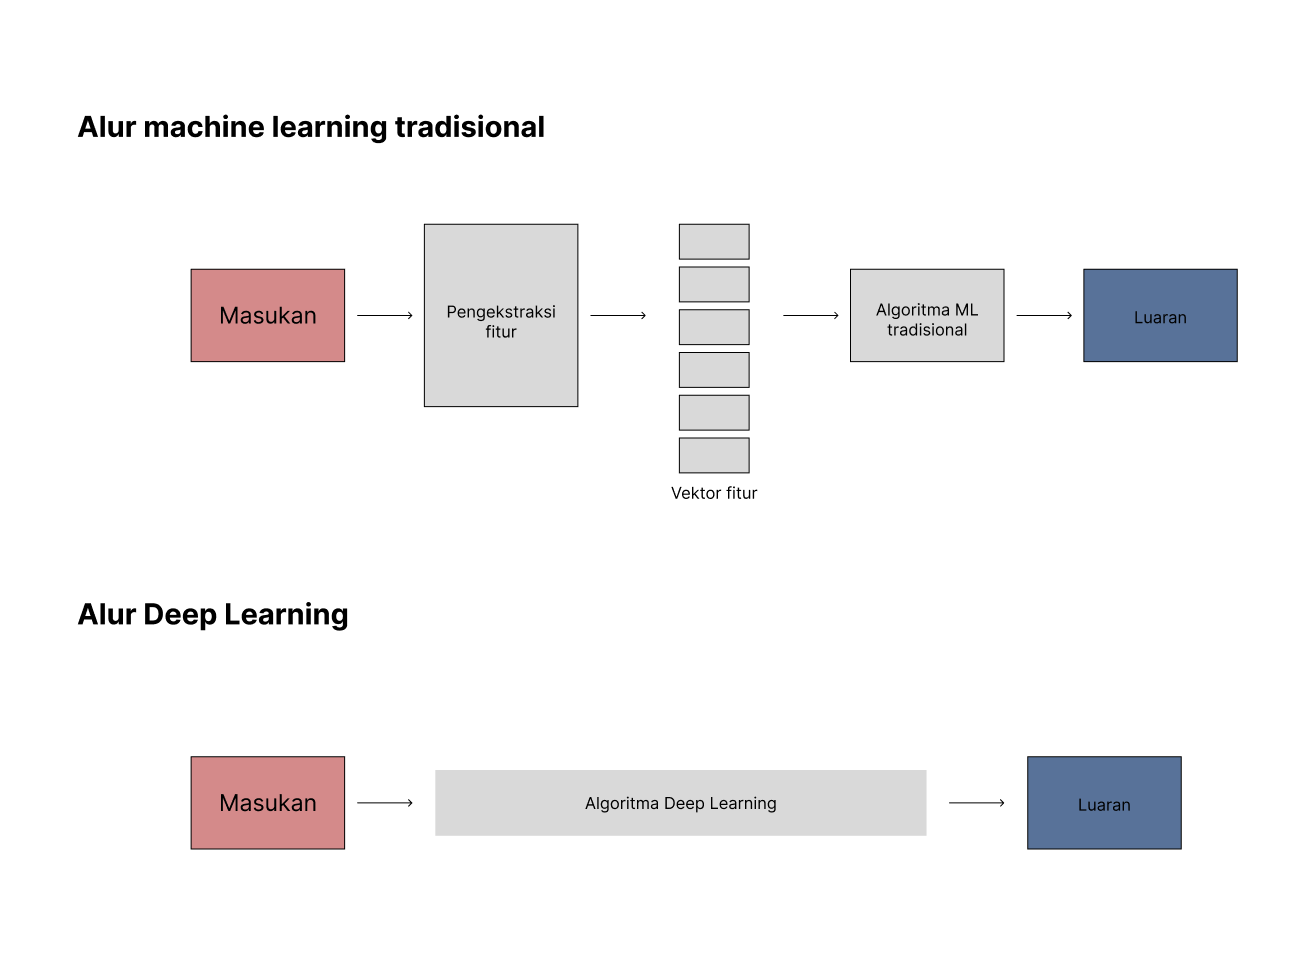 Alur machine learning tradisional
Masukan
Pengekstraksi
fitur
Vektor fitur
Algoritma ML
tradisional
Luaran
Alur Deep Learning
Masukan
Algoritma Deep Learning
Luaran